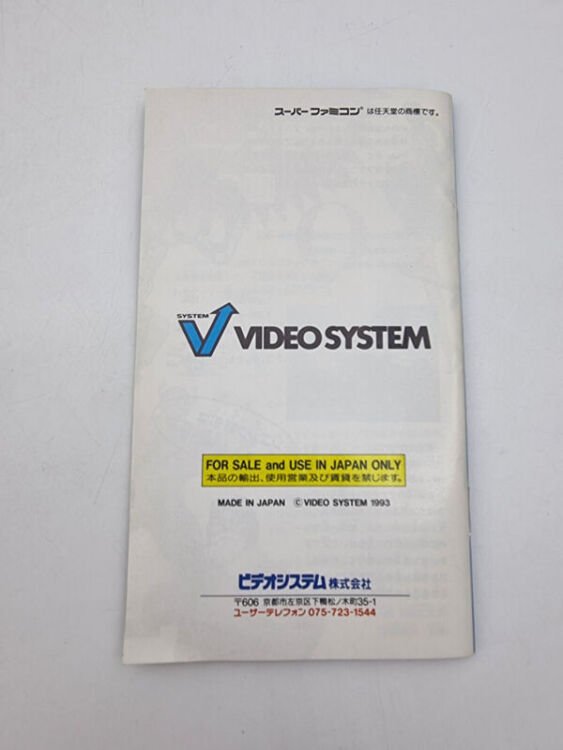 スーパーファミコン® は任天堂の商標です。
SYSTEM
V VIDEO SYSTEM
FOR SALE and USE IN JAPAN ONLY
本品の輸出、使用営業及び賃貸を禁じます。
MADE IN JAPAN ©VIDEO SYSTEM 1993
ビデオシステム株式会社
〒606 京都市左京区下鴨松ノ木町35-1
ユーザーテレフォン 075-723-1544